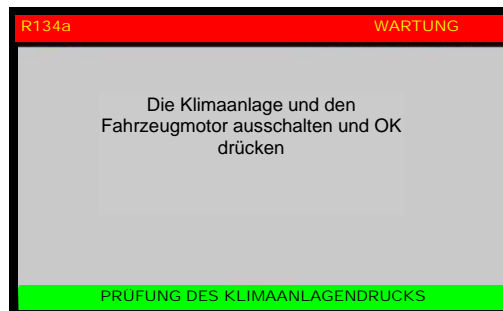 R134a WARTUNG
Die Klimaanlage und den
Fahrzeugmotor ausschalten und OK
drücken
PRÜFUNG DES KLIMAANLAGENDRUCKS